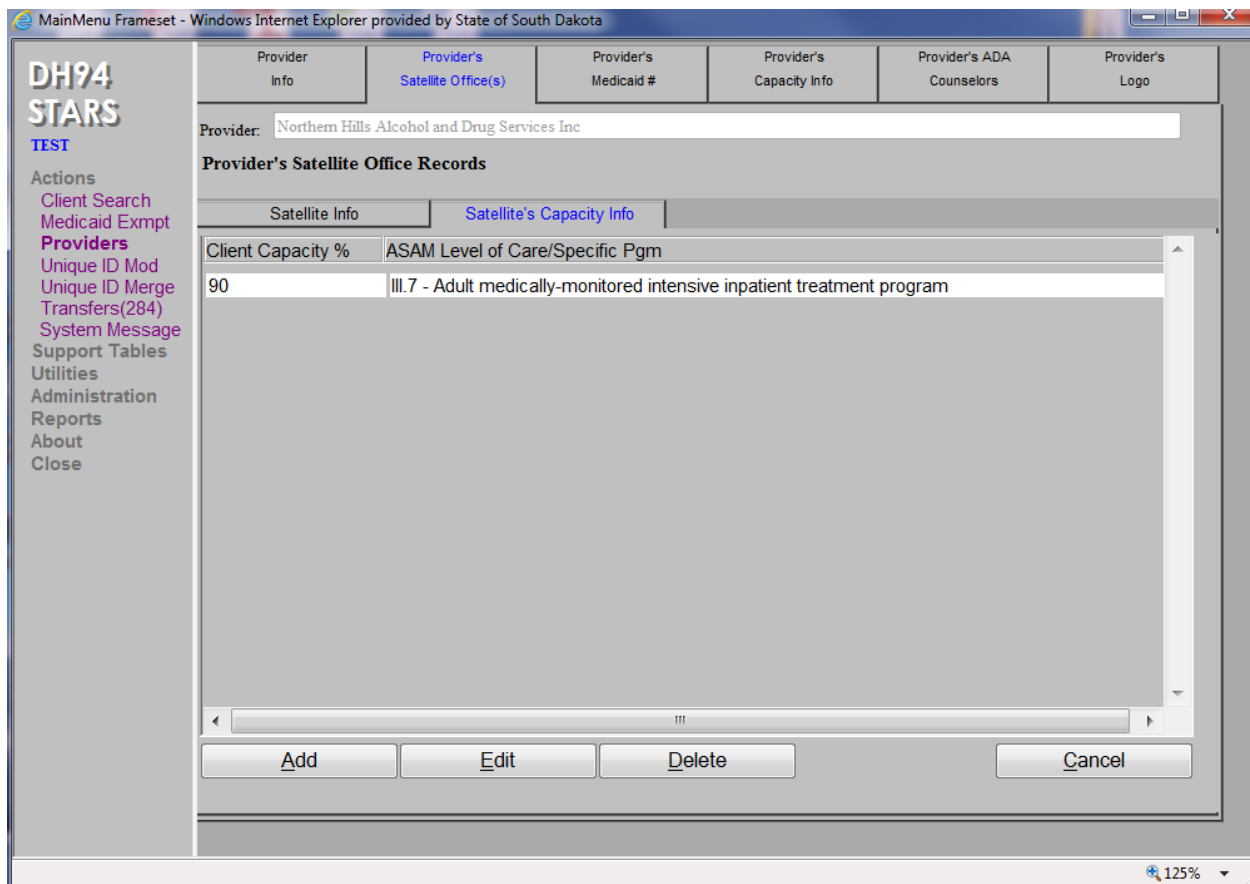 MainMenu Frameset - Windows Internet Explorer provided by State of South Dakota
DH94
STARS
TEST
Actions
Client Search
Medicaid Exmpt
Providers
Unique ID Mod
Unique ID Merge
Transfers(284)
System Message
Support Tables
Utilities
Administration
Reports
About
Close
Provider
Info
Provider's
Satellite Office(s)
Provider's
Medicaid #
Provider's
Capacity Info
Provider's ADA
Counselors
Provider's
Logo
Provider: Northern Hills Alcohol and Drug Services Inc
Provider's Satellite Office Records
Satellite Info Satellite's Capacity Info
Client Capacity % ASAM Level of Care/Specific Pgm
90 III.7 - Adult medically-monitored intensive inpatient treatment program
Add Edit Delete Cancel
125%